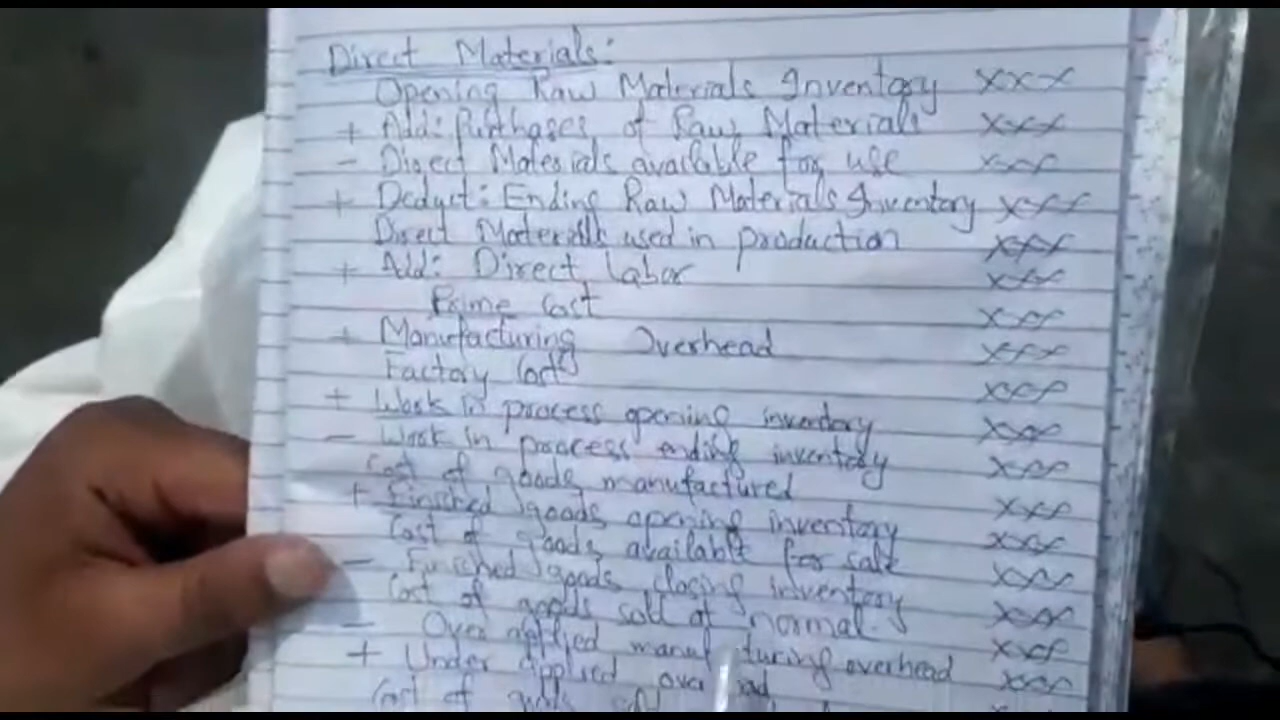 Direct Materials:
Opening Raw Materials Inventory xxx
+ Add: Purchases of Raw Materials xxx
- Direct Materials available for use xxx
+ Deduct: Ending Raw Materials Inventory xxx
Direct Materials used in production xxx
+ Add: Direct labor xxx
Prime Cost xxx
+ Manufacturing Overhead xxx
Factory Cost xxx
+ Work in process opening inventory xxx
- Work in process ending inventory xxx
Cost of goods manufactured xxx
+ Finished goods opening inventory xxx
Cost of goods available for sale xxx
- Finished goods closing inventory xxx
Cost of goods sold at normal xxx
- Over applied manufacturing overhead xxx
+ Under applied
Cost of goods